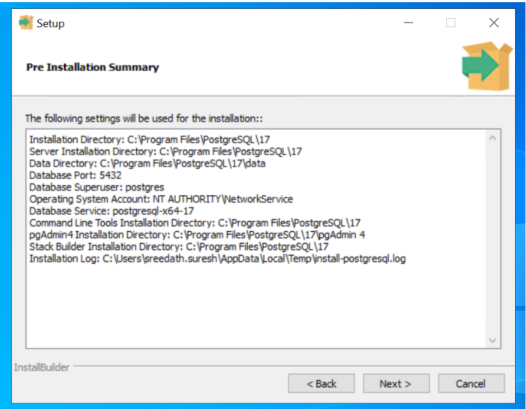 Setup
Pre Installation Summary
The following settings will be used for the installation::
Installation Directory: C:\Program Files\PostgreSQL\17
Server Installation Directory: C:\Program Files\PostgreSQL\17
Data Directory: C:\Program Files\PostgreSQL\17\data
Database Port: 5432
Database Superuser: postgres
Operating System Account: NT AUTHORITY\NetworkService
Database Service: postgresql-x64-17
Command Line Tools Installation Directory: C:\Program Files\PostgreSQL\17
pgAdmin4 Installation Directory: C:\Program Files\PostgreSQL\17\pgAdmin 4
Stack Builder Installation Directory: C:\Program Files\PostgreSQL\17
Installation Log: C:\Users\sreedath.suresh\AppData\Local\Temp\install-postgresql.log
InstallBuilder
< Back Next > Cancel